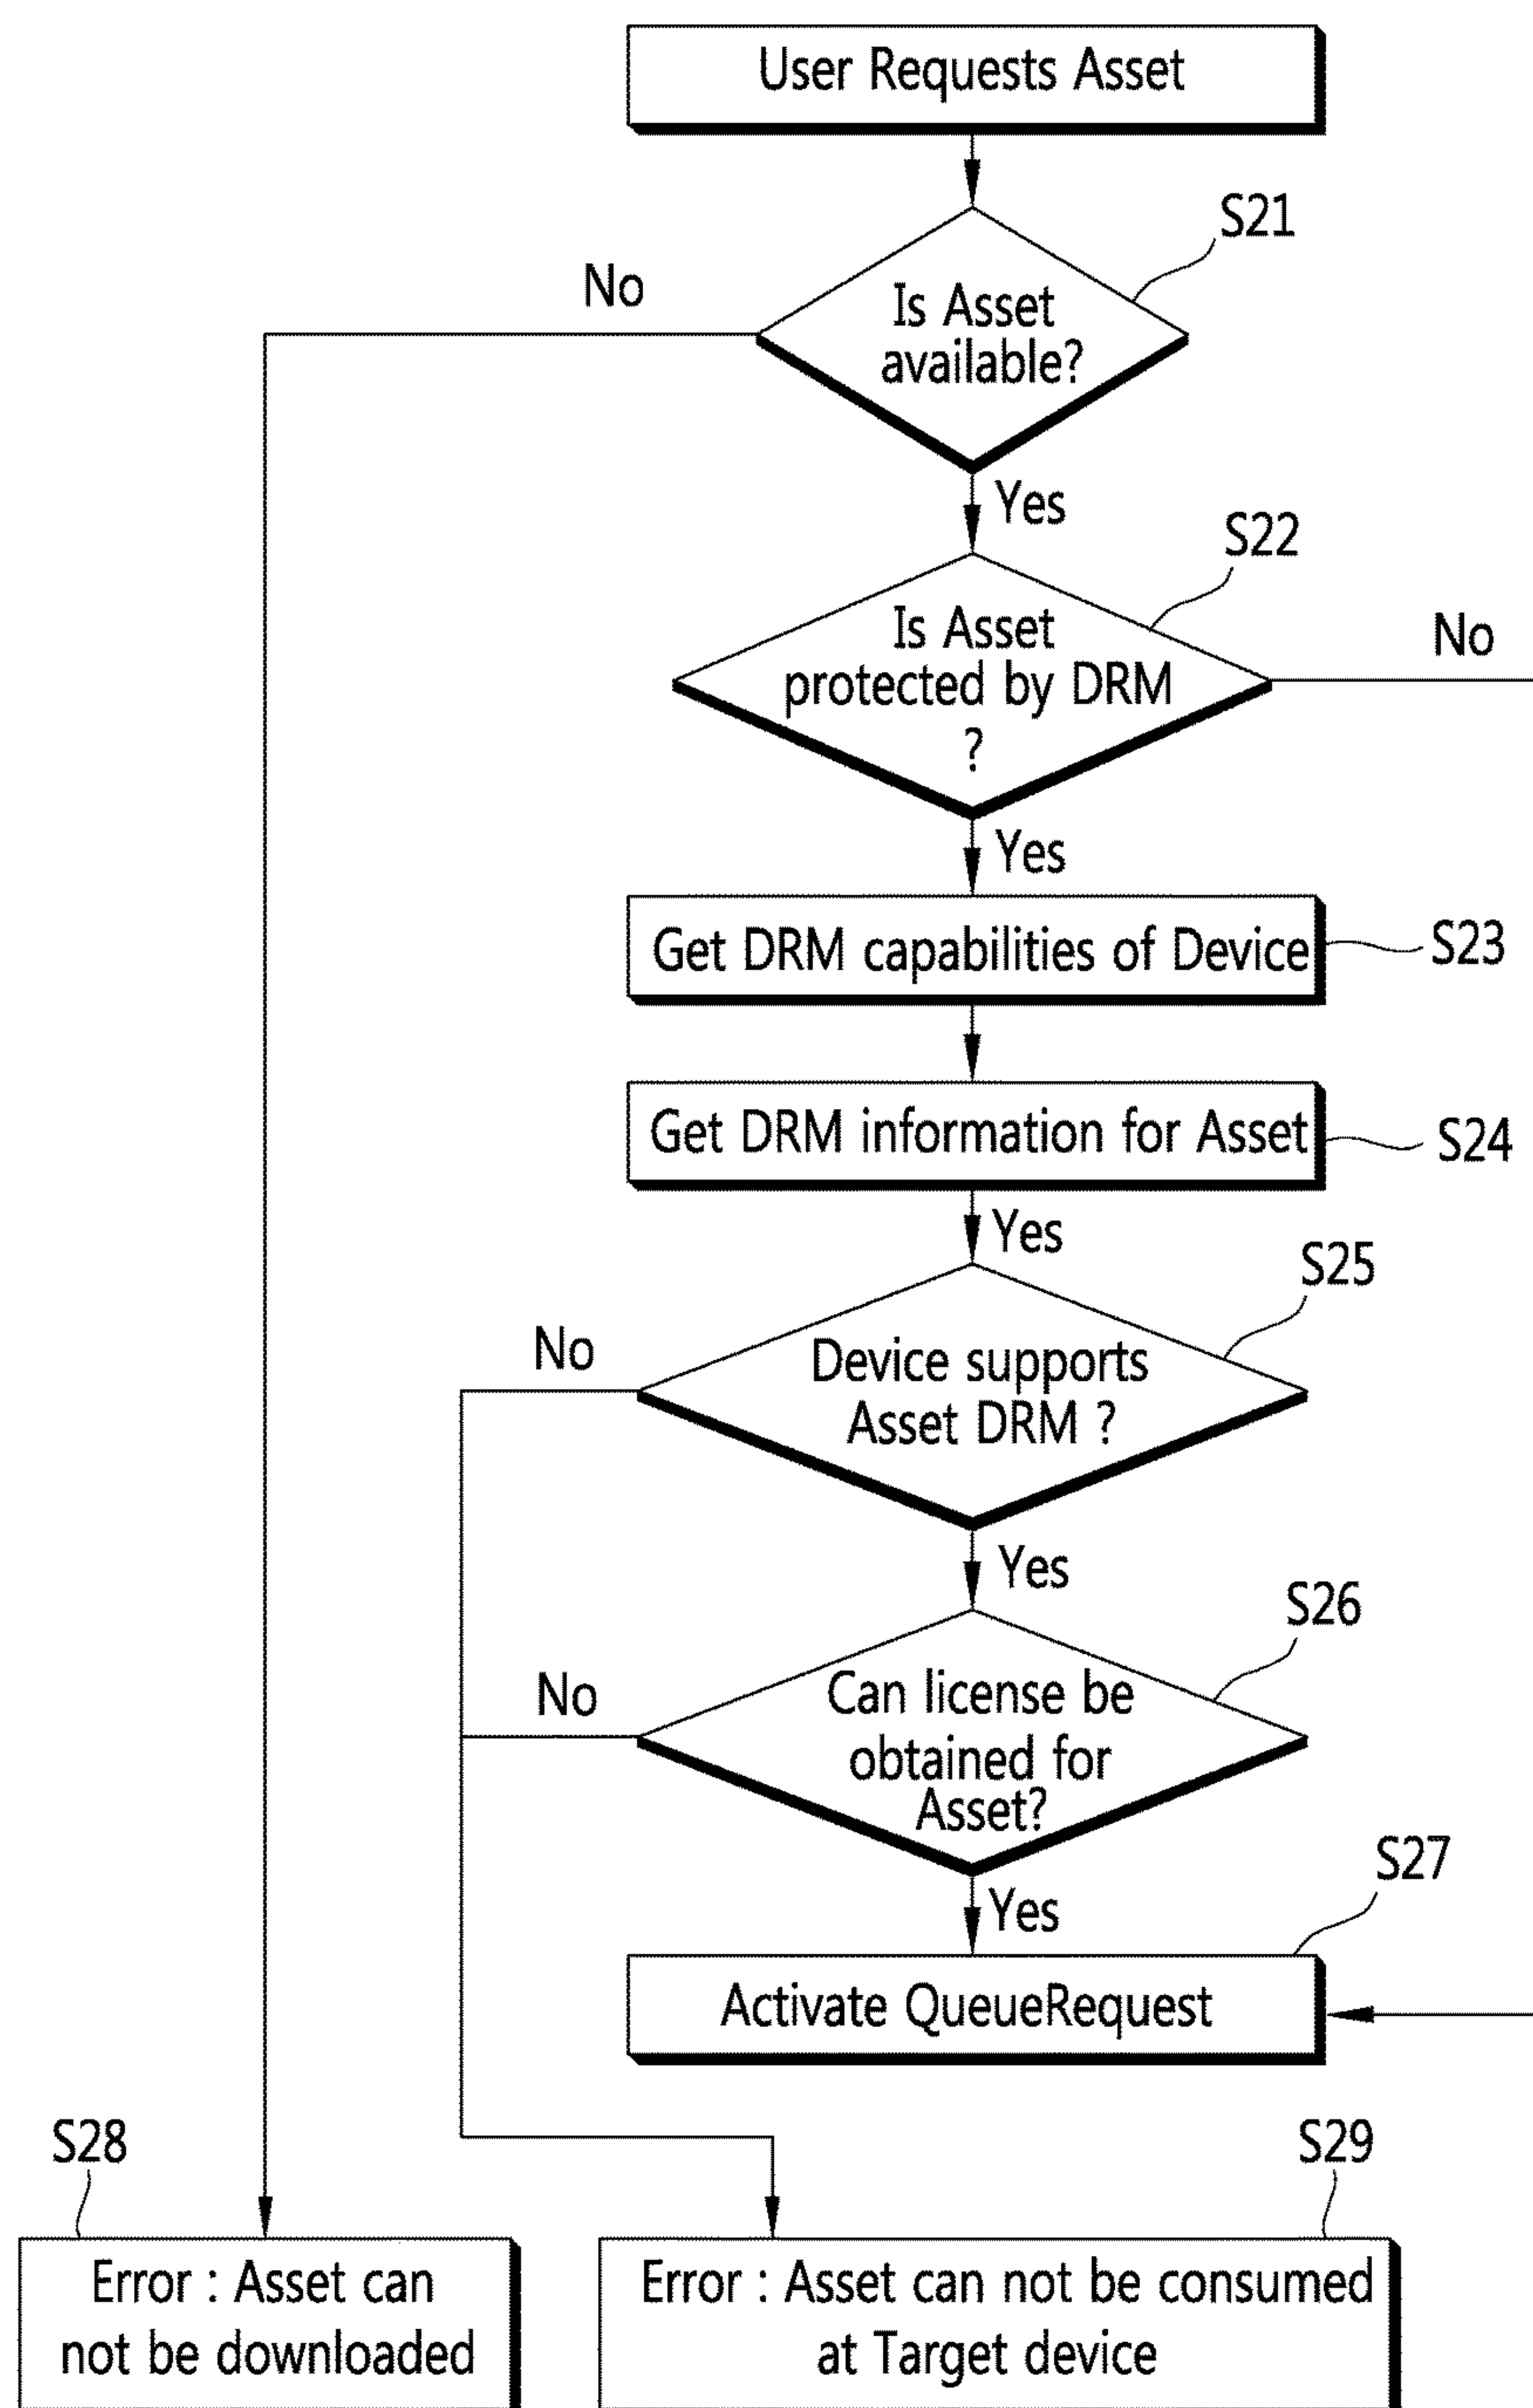 User Requests Asset
S21
No
Is Asset
available?
Yes
S22
No
Is Asset
protected by DRM
?
Yes
Get DRM capabilities of Device
S23
Get DRM information for Asset
S24
Yes
S25
No
Device supports
Asset DRM ?
Yes
S26
No
Can license be
obtained for
Asset?
S27
Yes
Activate QueueRequest
S28
S29
Error : Asset can
not be downloaded
Error : Asset can not be consumed
at Target device